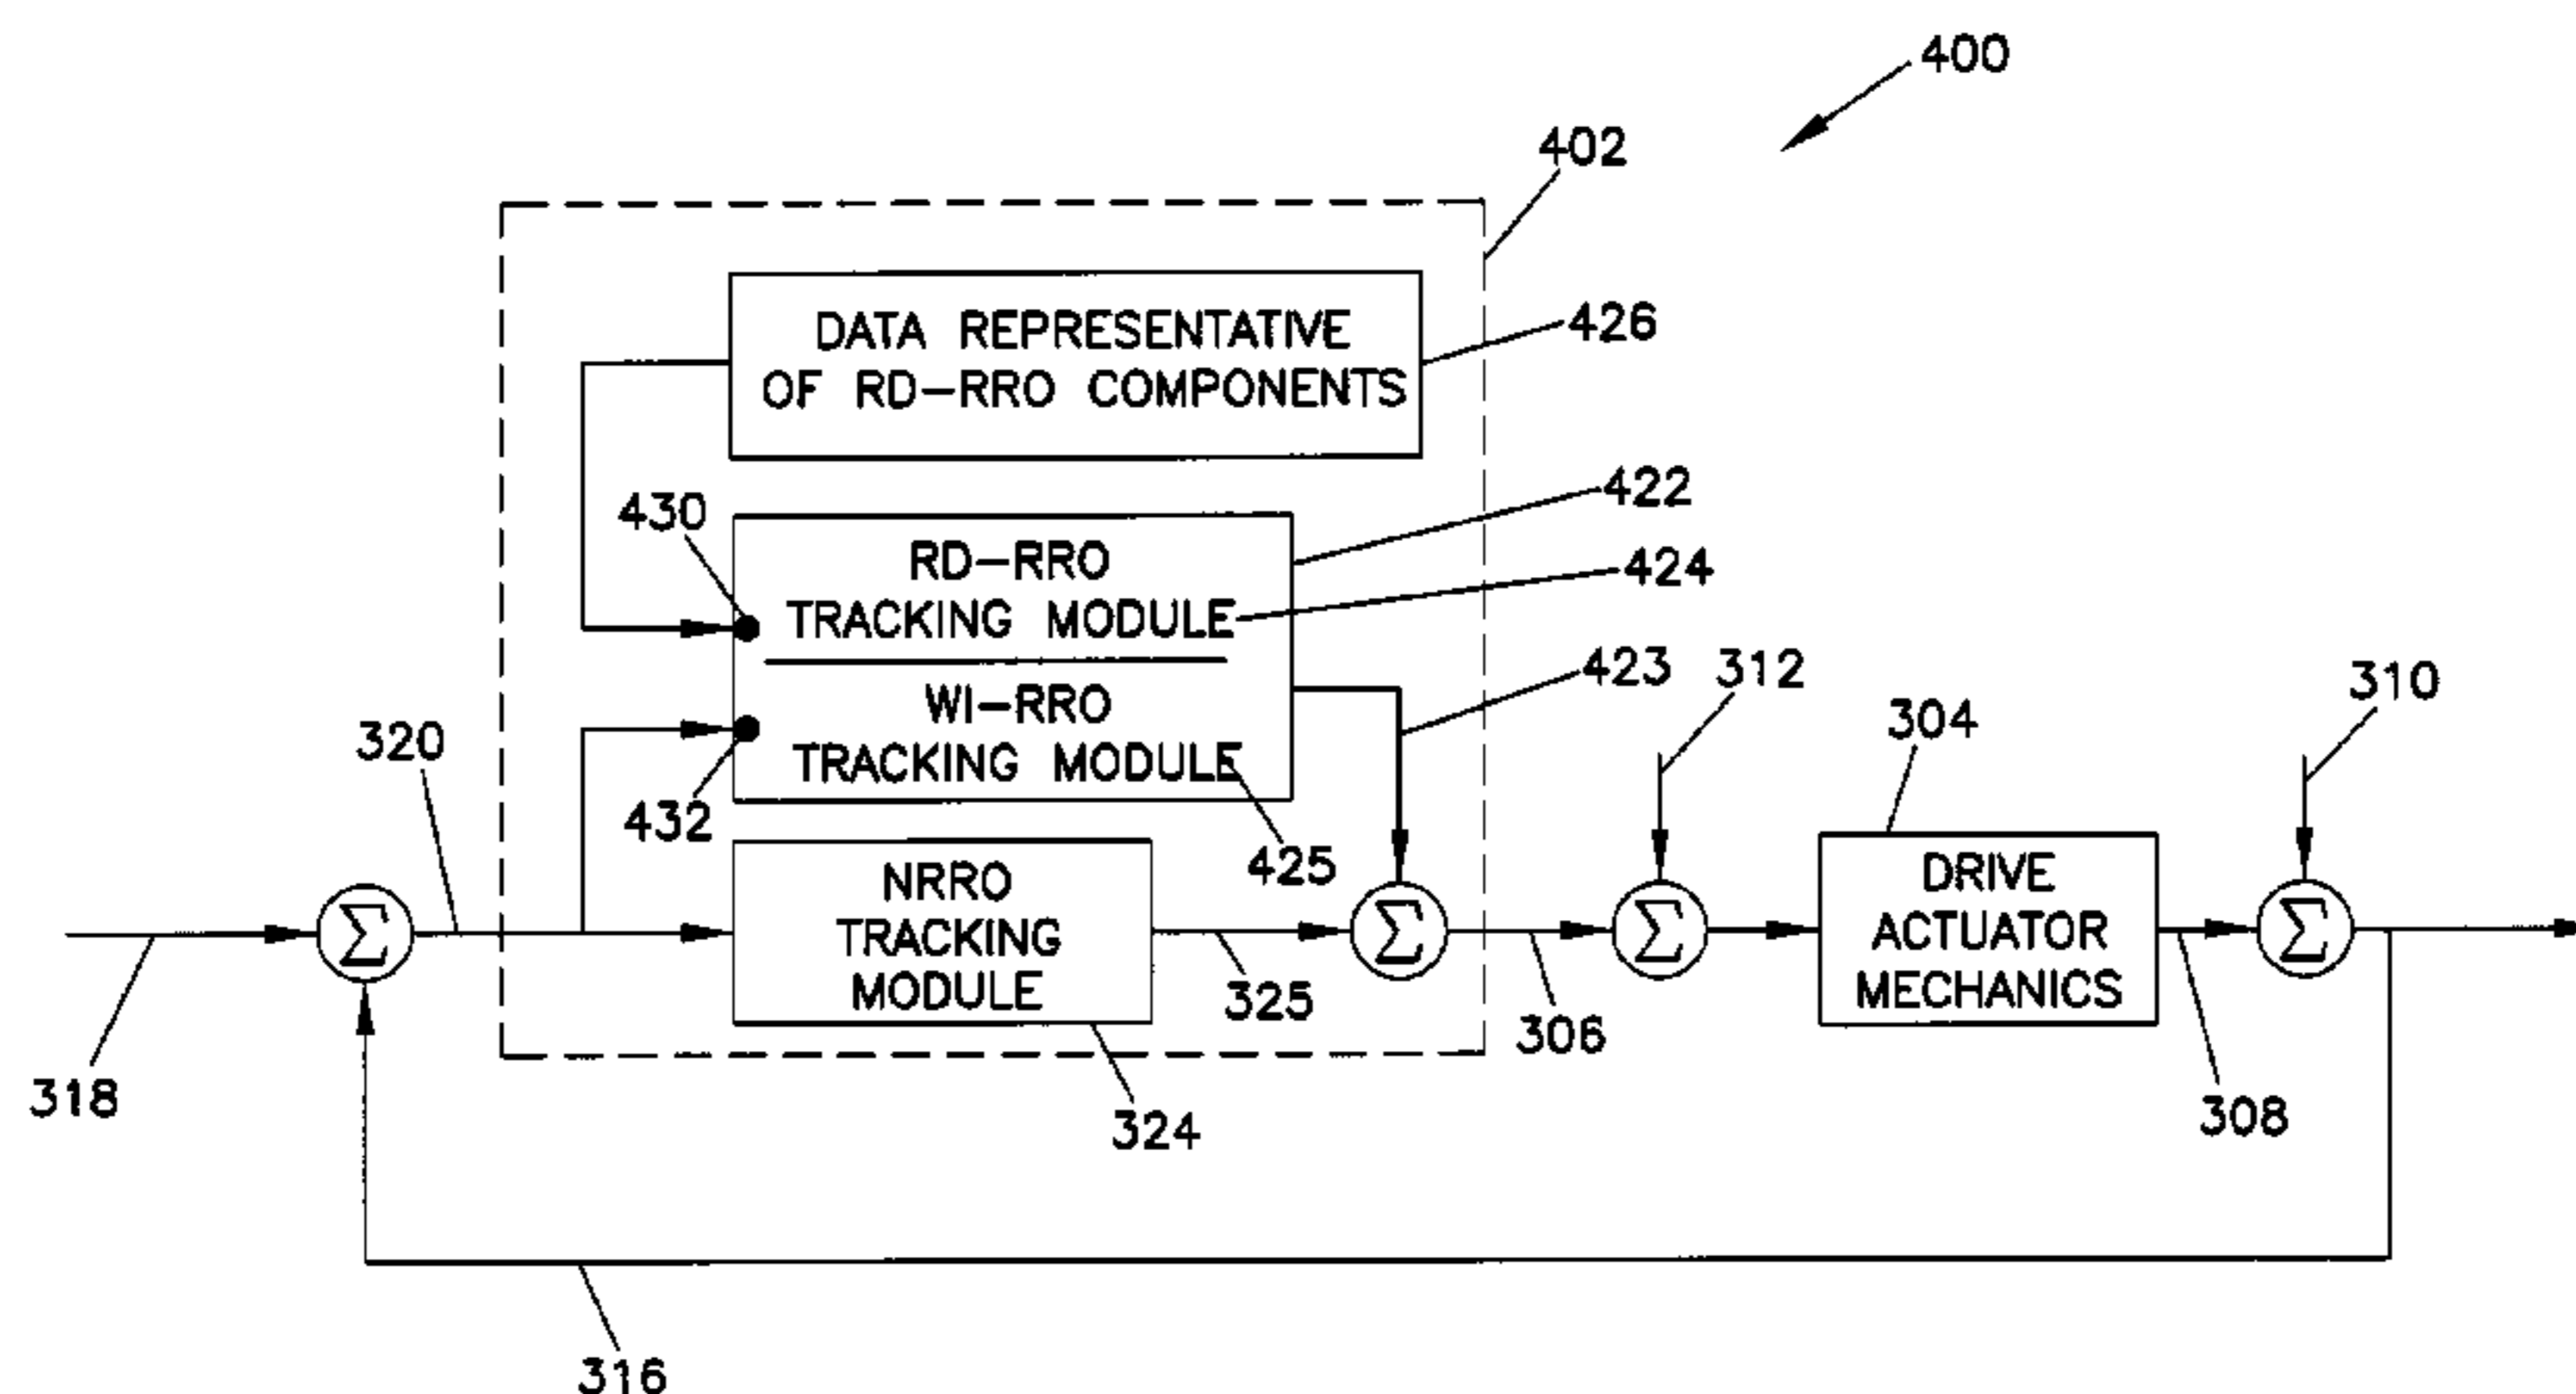 400
402
DATA REPRESENTATIVE
OF RD-RRO COMPONENTS
426
430
422
RD-RRO
TRACKING MODULE
424
423
312
310
WI-RRO
TRACKING MODULE
304
320
432
425
NRRO
TRACKING
MODULE
DRIVE
ACTUATOR
MECHANICS
Σ
Σ
Σ
Σ
325
306
318
324
308
316